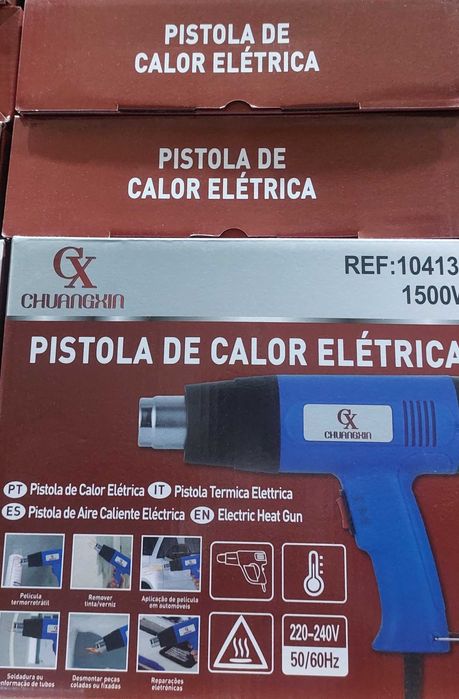 PISTOLA DE
CALOR ELÉTRICA
PISTOLA DE
CALOR ELÉTRICA
CX
CHUANGXIN
REF:10413
1500W
PISTOLA DE CALOR ELÉTRICA
CX
CHUANGXIN
PT Pistola de Calor Elétrica IT Pistola Termica Elettrica
ES Pistola de Aire Caliente Eléctrica EN Electric Heat Gun
Película
termorretrátil
Remover
tinta/verniz
Aplicação de película
em automóveis
Soldadura ou
enformação de tubos
Desmontar peças
coladas ou fixadas
Reparações
eletrónicas
220-240V
50/60Hz